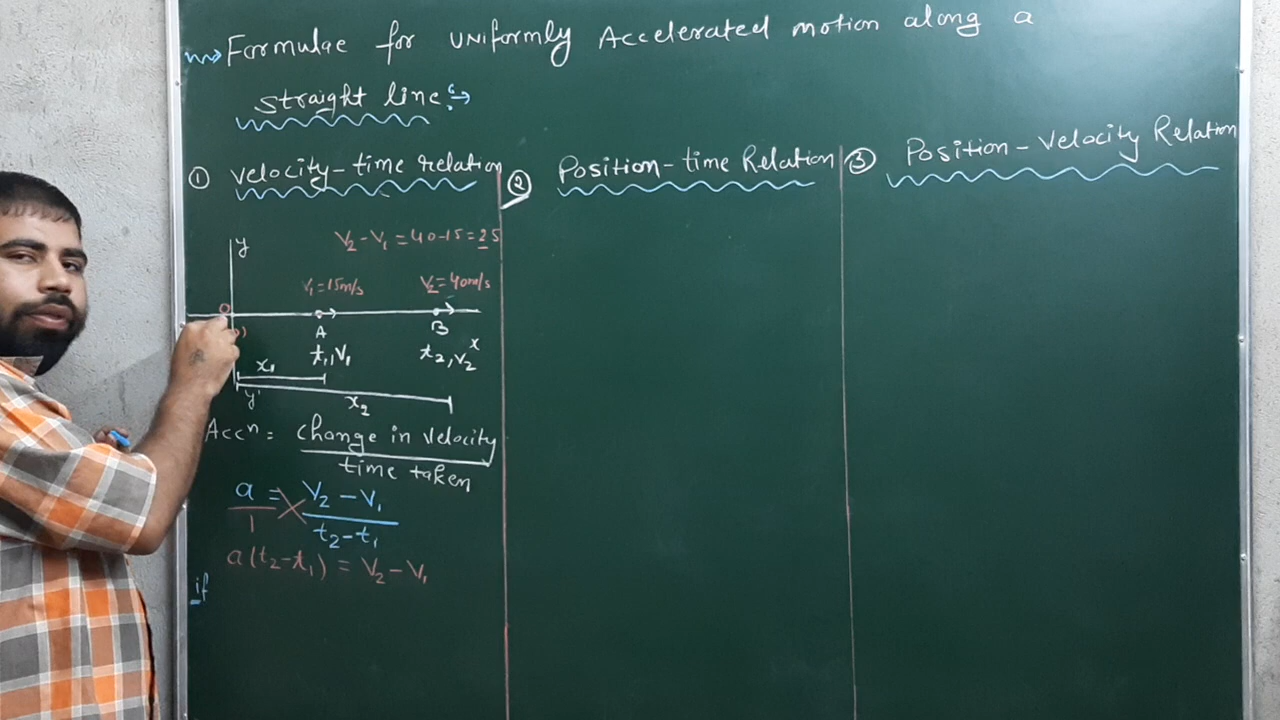 Formulae for uniformly Accelerated motion along a
straight line:→
① velocity-time relation
y
V₂-V₁ = 40-15 = 25
V₁=15m/s
V₂=40m/s
O
A
B
t₁,V₁
t₂,V₂
x
x₁
y'
x₂
Accⁿ = change in velocity
time taken
a = V₂-V₁
1
t₂-t₁
a(t₂-t₁) = V₂-V₁
if
② Position-time Relation
③ Position-Velocity Relation